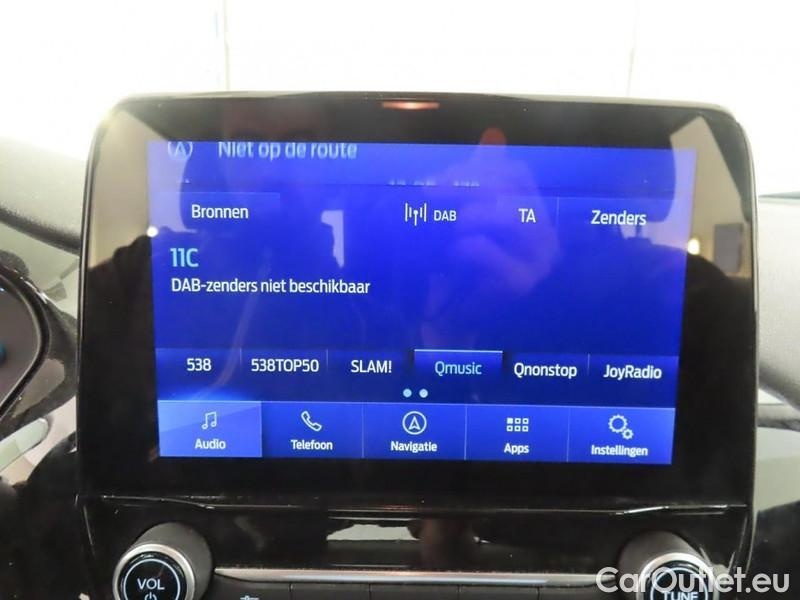 Niet op de route
Bronnen DAB TA Zenders
11C
DAB-zenders niet beschikbaar
538 538TOP50 SLAM! Qmusic Qnonstop JoyRadio
Audio Telefoon Navigatie Apps Instellingen
VOL TUNE
CarOutlet.eu